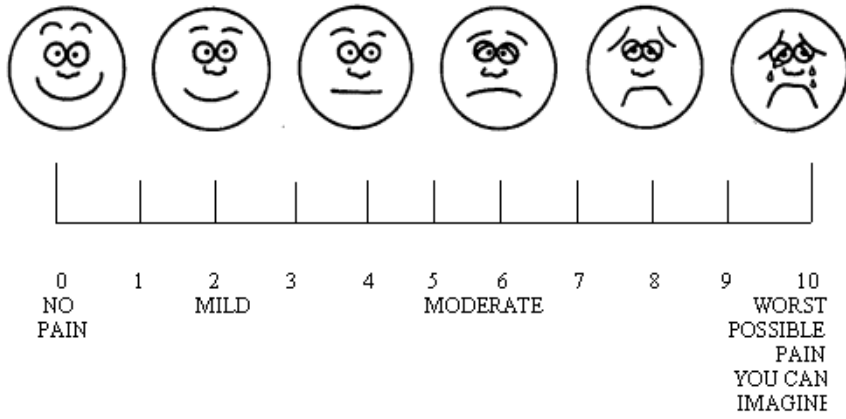 0 1 2 3 4 5 6 7 8 9 10
NO MILD MODERATE WORST
PAIN POSSIBLE
PAIN
YOU CAN
IMAGINE